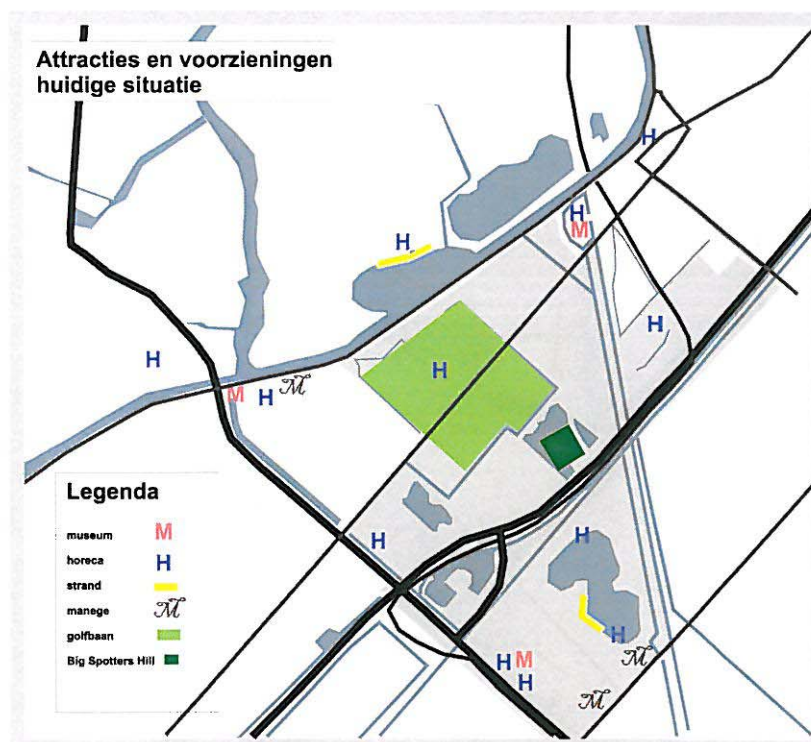 Attracties en voorzieningen
huidige situatie
H
H
M
H
H
H
H
M
H
M
H
H
H
M
H
M
H
M
Legenda
museum M
horeca H
strand
manege M
golfbaan
Big Spotters Hill